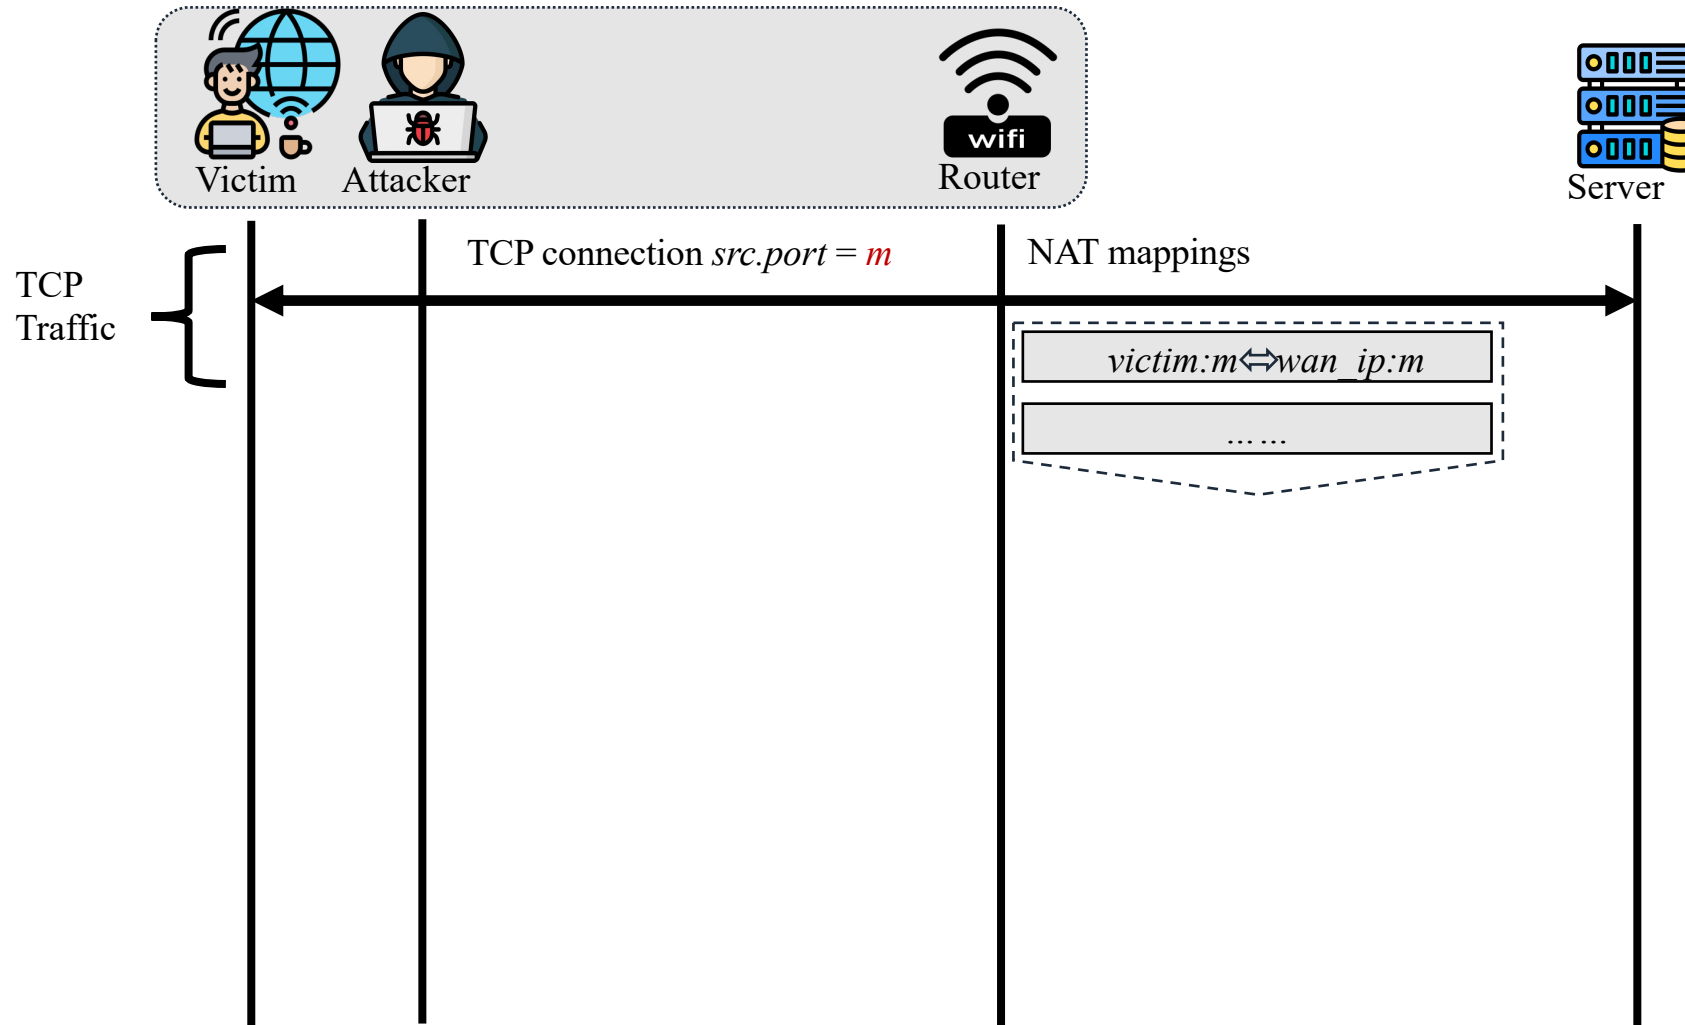 wifi
Victim
Attacker
Router
Server
TCP connection src.port = m
NAT mappings
TCP
Traffic
victim:m⇔wan_ip:m
... ...